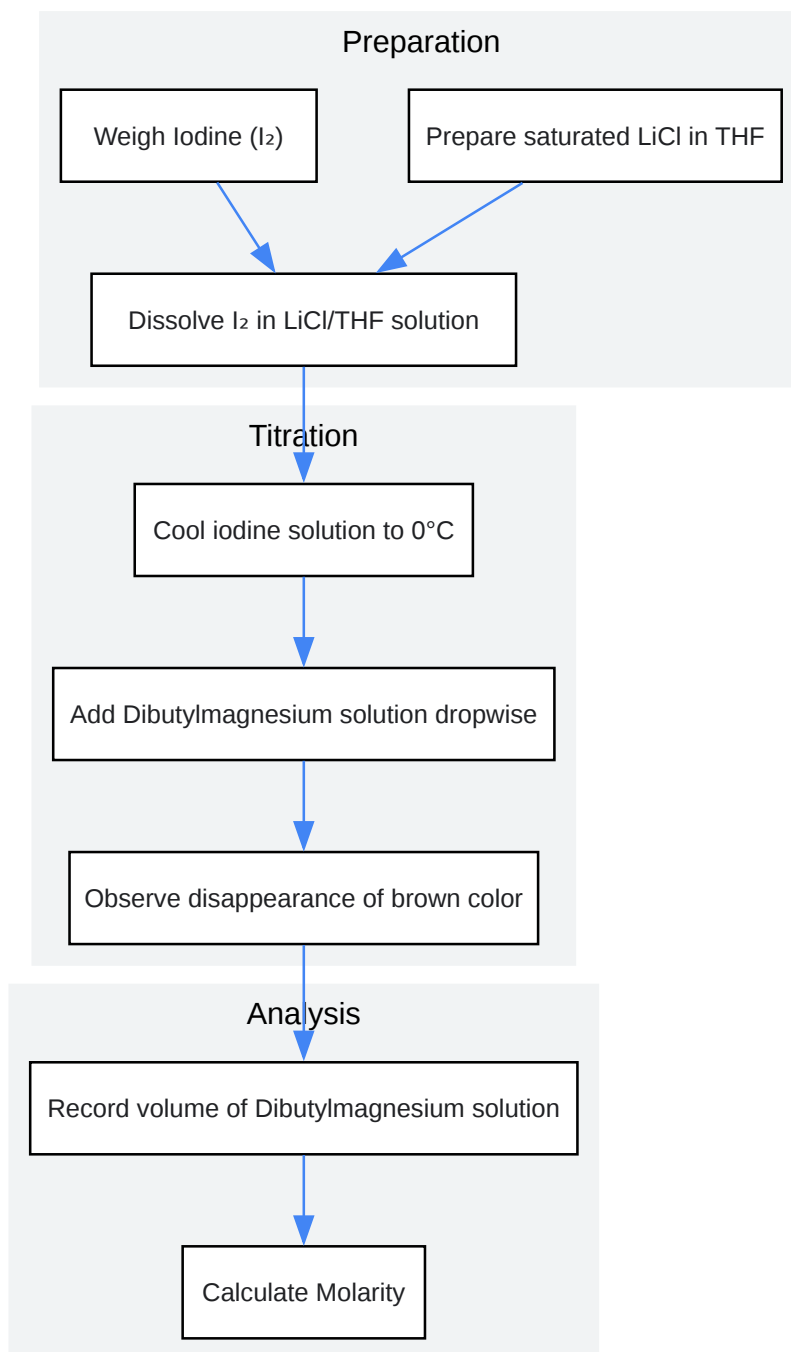 Preparation
Weigh Iodine (I₂)
Prepare saturated LiCl in THF
Dissolve I₂ in LiCl/THF solution
Titration
Cool iodine solution to 0°C
Add Dibutylmagnesium solution dropwise
Observe disappearance of brown color
Analysis
Record volume of Dibutylmagnesium solution
Calculate Molarity